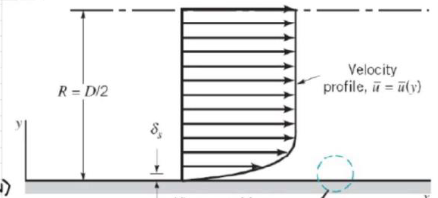 R = D/2
Velocity
profile, ū = ū(y)
y
δₛ